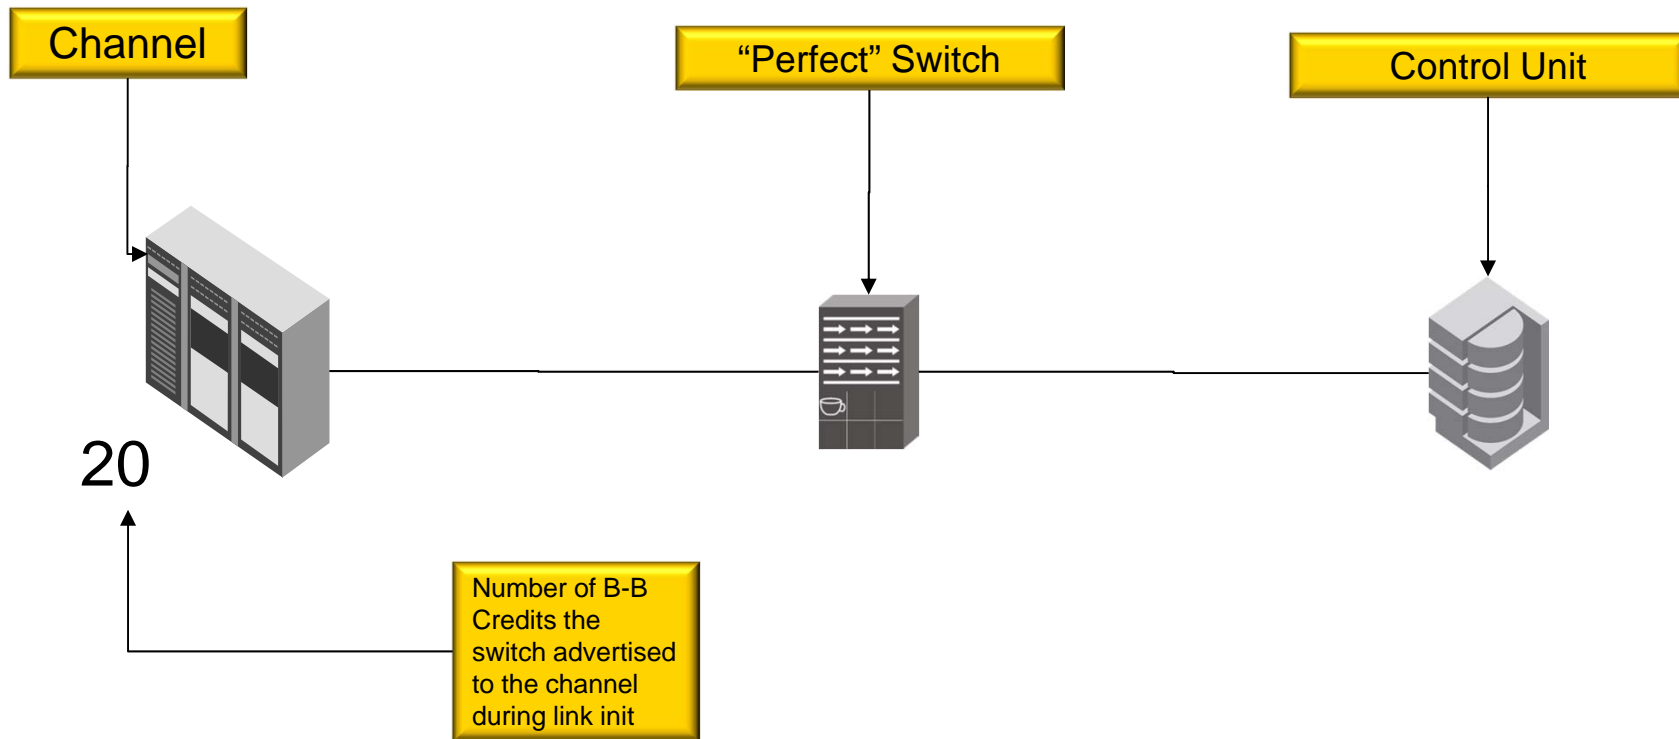 Channel
“Perfect” Switch
Control Unit
20
Number of B-B
Credits the
switch advertised
to the channel
during link init